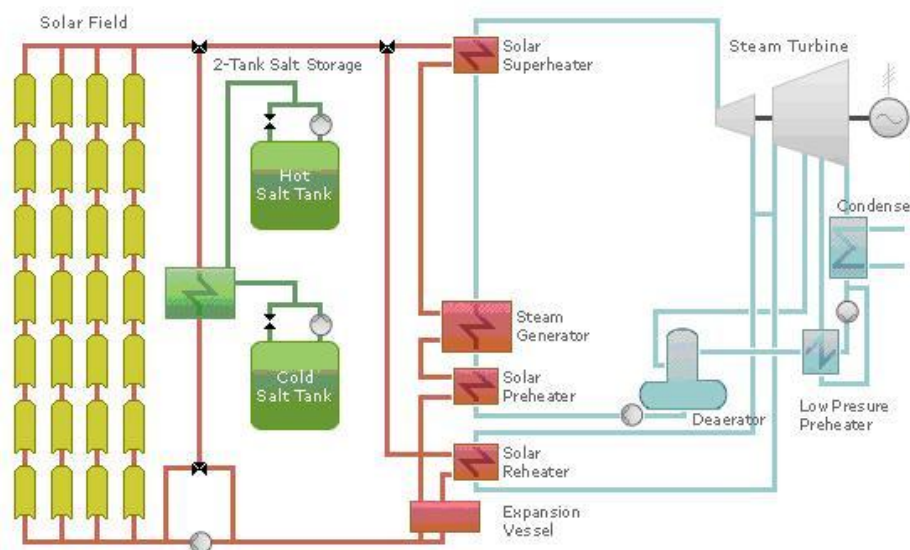 Solar Field
2-Tank Salt Storage
Hot
Salt Tank
Cold
Salt Tank
Solar
Superheater
Steam Turbine
Condense
Steam
Generator
Solar
Preheater
Deaerator
Low Presure
Preheater
Solar
Reheater
Expansion
Vessel